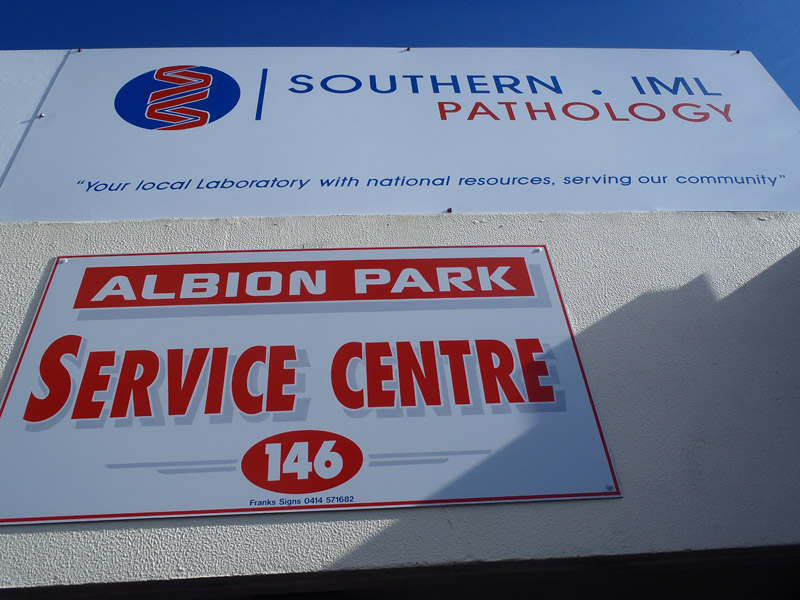 SOUTHERN . IML
PATHOLOGY
"Your local Laboratory with national resources, serving our community"
ALBION PARK
SERVICE CENTRE
146
Franks Signs 0414 571682